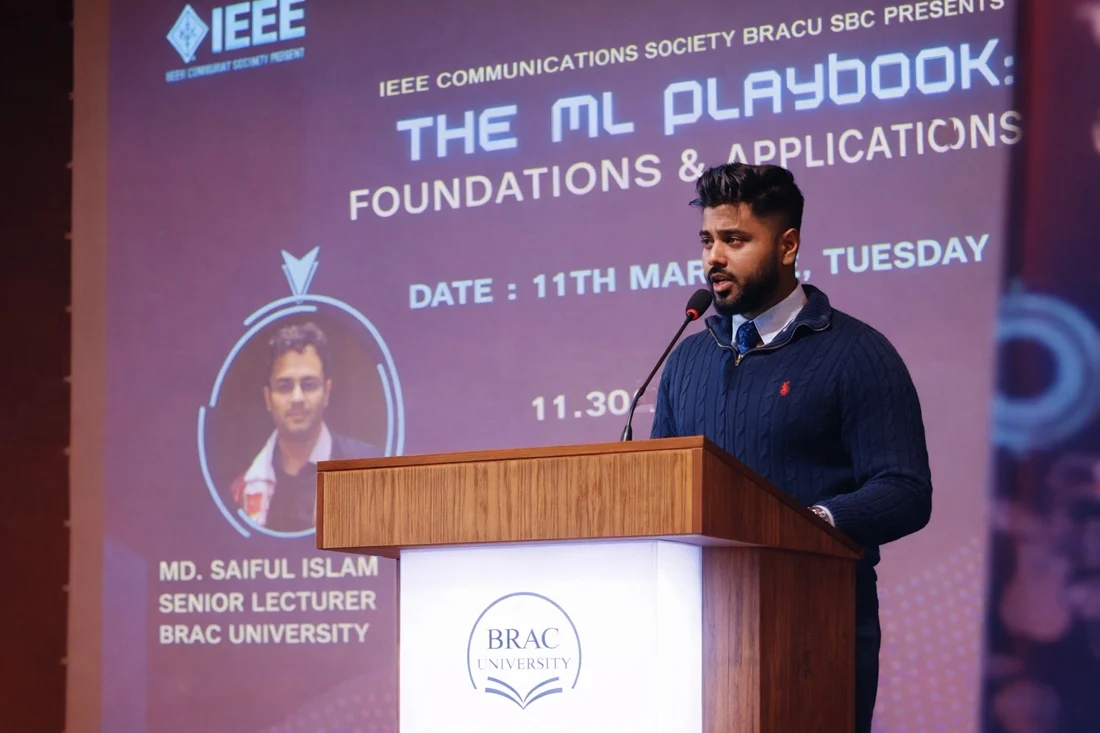 IEEE
IEEE COMMUNICATIONS SOCIETY BRACU SBC PRESENTS
THE ML PLAYBOOK:
FOUNDATIONS & APPLICATIONS
DATE : 11TH MAR , TUESDAY
11.30
MD. SAIFUL ISLAM
SENIOR LECTURER
BRAC UNIVERSITY
BRAC
UNIVERSITY